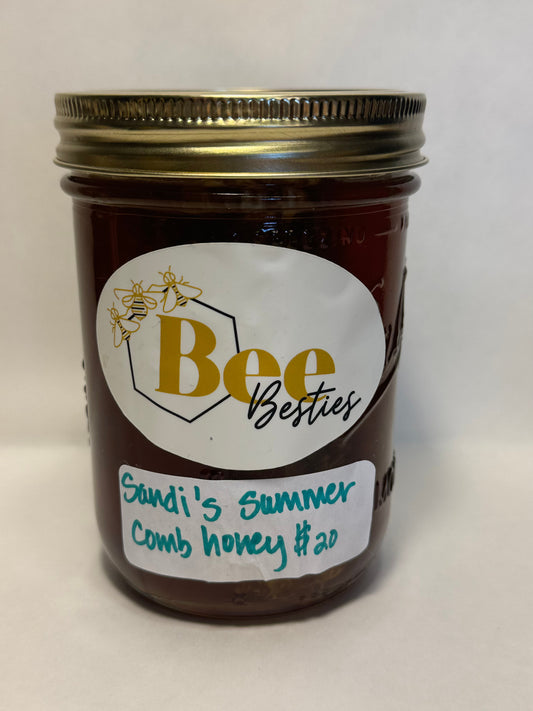 Bee
Besties
Sandi's summer
comb honey $20